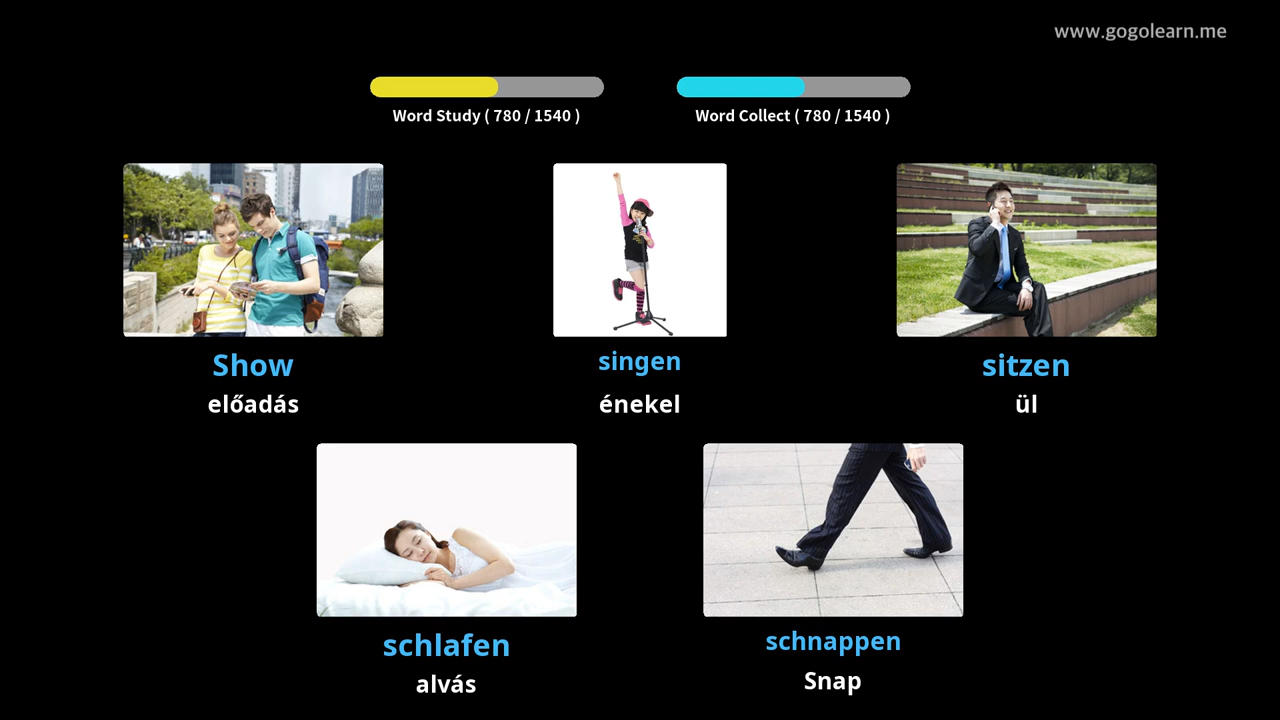 www.gogolearn.me
Word Study ( 780 / 1540 )
Word Collect ( 780 / 1540 )
Show
előadás
singen
énekel
sitzen
ül
schlafen
alvás
schnappen
Snap